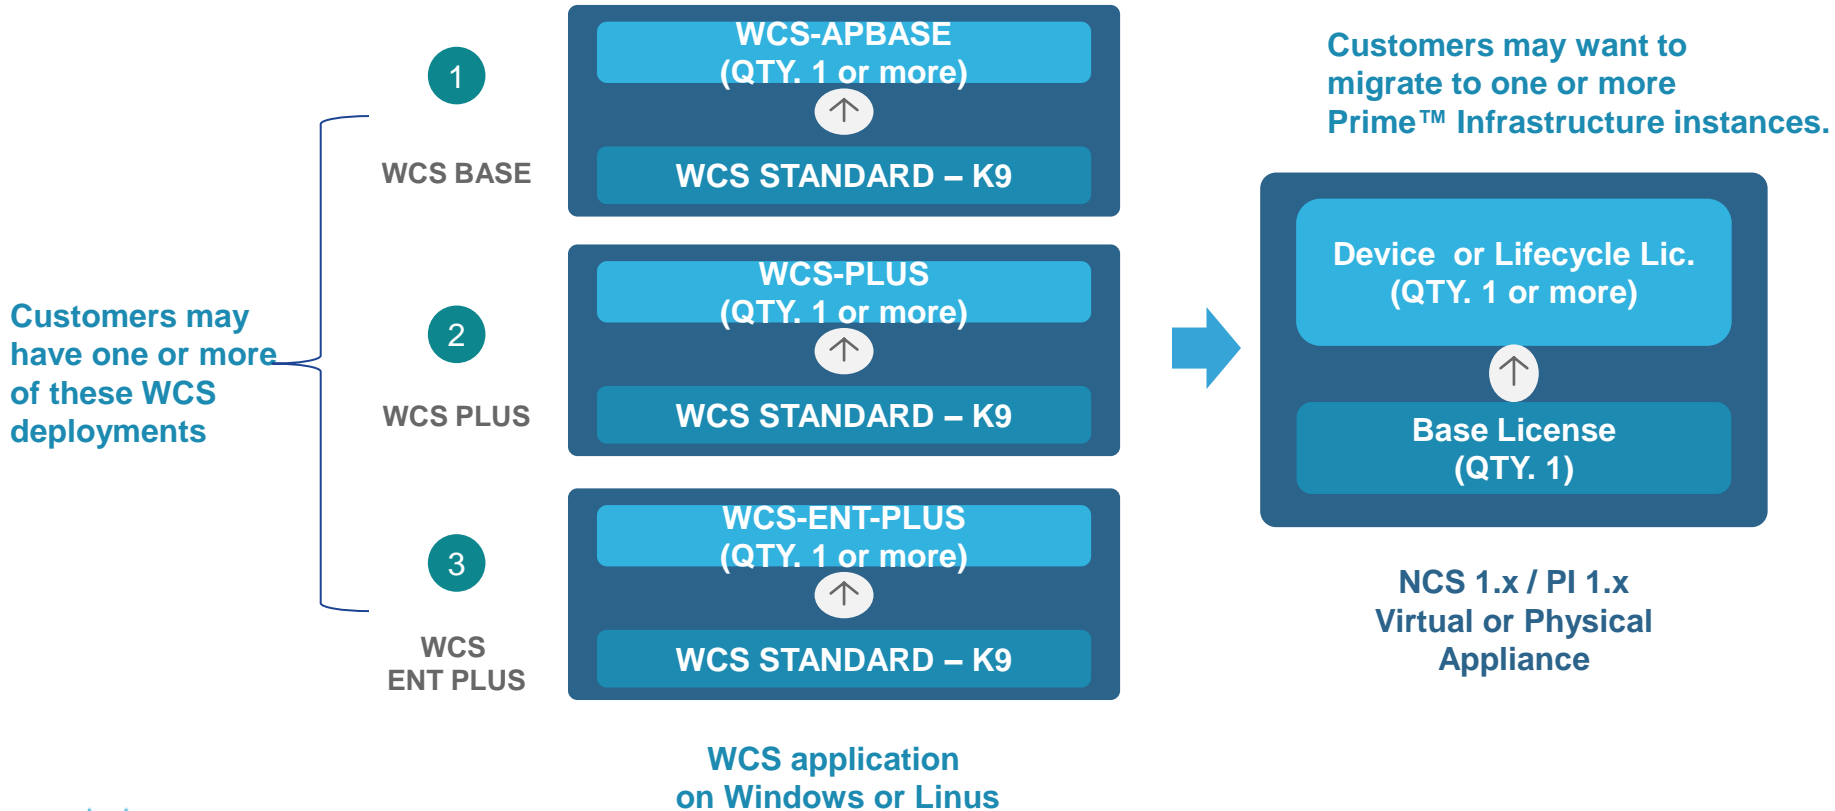 Customers may
have one or more
of these WCS
deployments
1
WCS BASE
WCS-APBASE
(QTY. 1 or more)
WCS STANDARD – K9
2
WCS PLUS
WCS-PLUS
(QTY. 1 or more)
WCS STANDARD – K9
3
WCS
ENT PLUS
WCS-ENT-PLUS
(QTY. 1 or more)
WCS STANDARD – K9
WCS application
on Windows or Linus
Customers may want to
migrate to one or more
Prime™ Infrastructure instances.
Device or Lifecycle Lic.
(QTY. 1 or more)
Base License
(QTY. 1)
NCS 1.x / PI 1.x
Virtual or Physical
Appliance